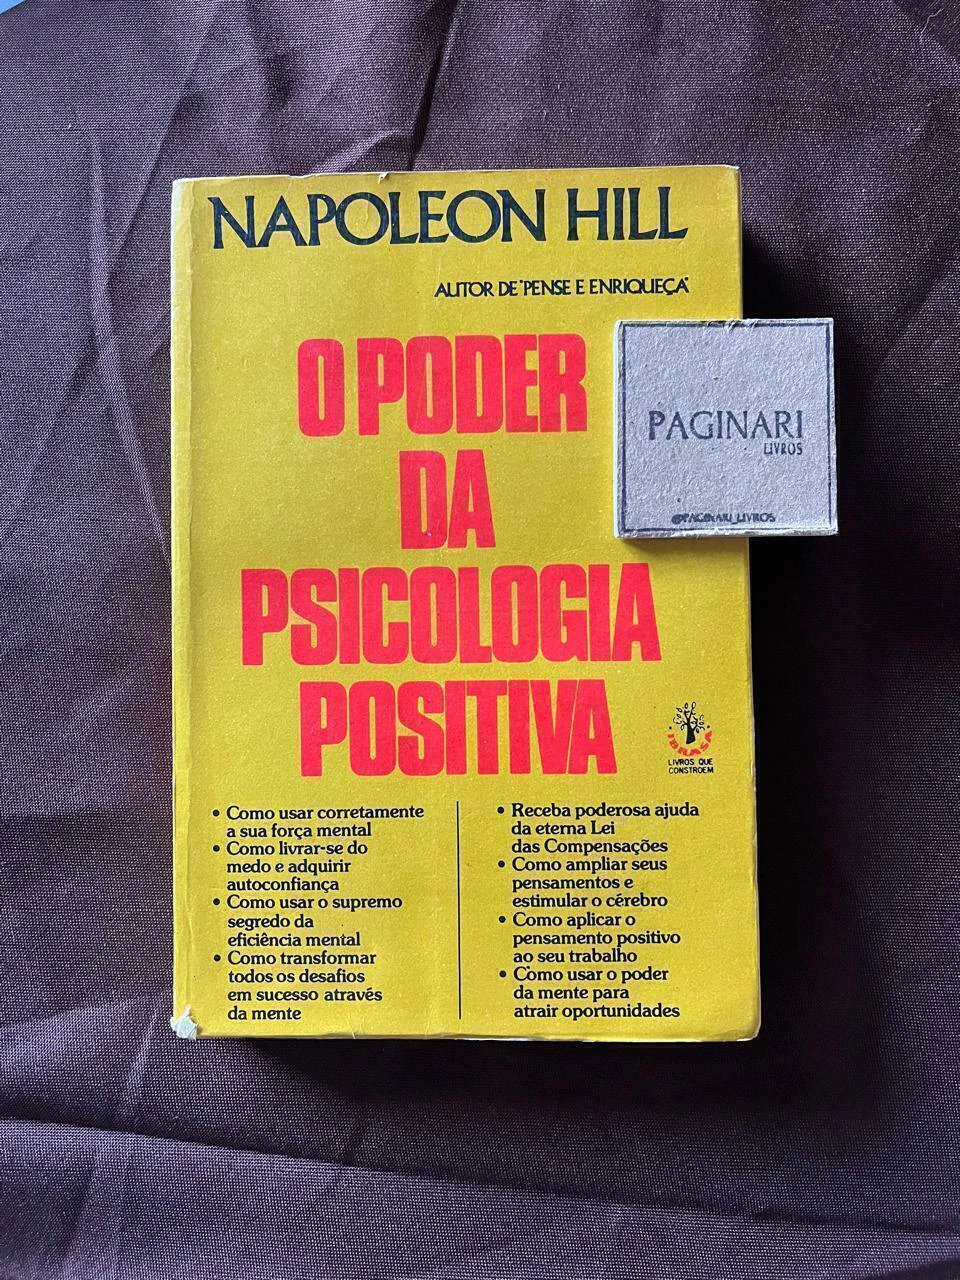 NAPOLEON HILL
AUTOR DE "PENSE E ENRIQUEÇA"
O PODER
DA
PSICOLOGIA
POSITIVA
PAGINARI
LIVROS
@PAGINARI_LIVROS
IBRASA
LIVROS QUE
CONSTROEM
• Como usar corretamente
a sua força mental
• Como livrar-se do
medo e adquirir
autoconfiança
• Como usar o supremo
segredo da
eficiência mental
• Como transformar
todos os desafios
em sucesso através
da mente
• Receba poderosa ajuda
da eterna Lei
das Compensações
• Como ampliar seus
pensamentos e
estimular o cérebro
• Como aplicar o
pensamento positivo
ao seu trabalho
• Como usar o poder
da mente para
atrair oportunidades